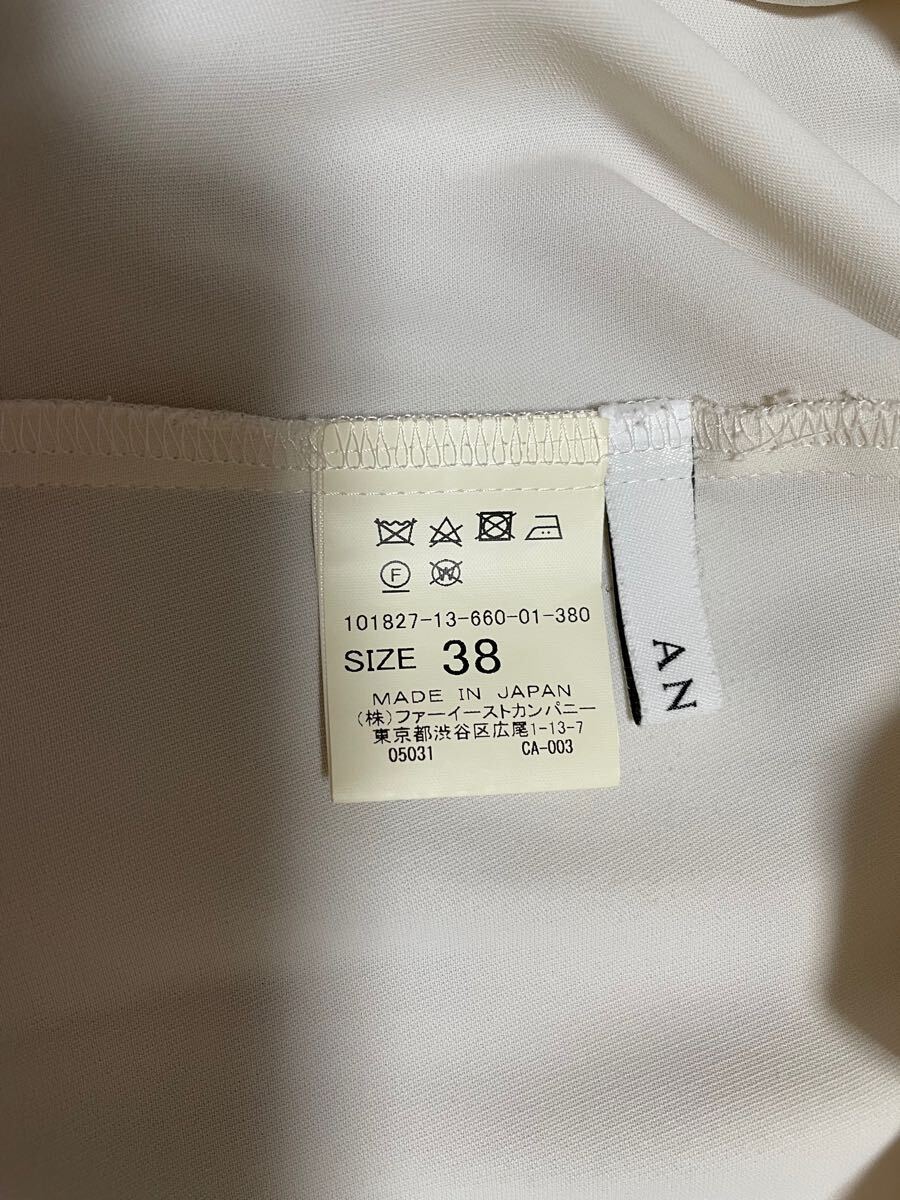 F W
101827-13-660-01-380
SIZE 38
MADE IN JAPAN
(株)ファーイーストカンパニー
東京都渋谷区広尾1-13-7
05031 CA-003
AN